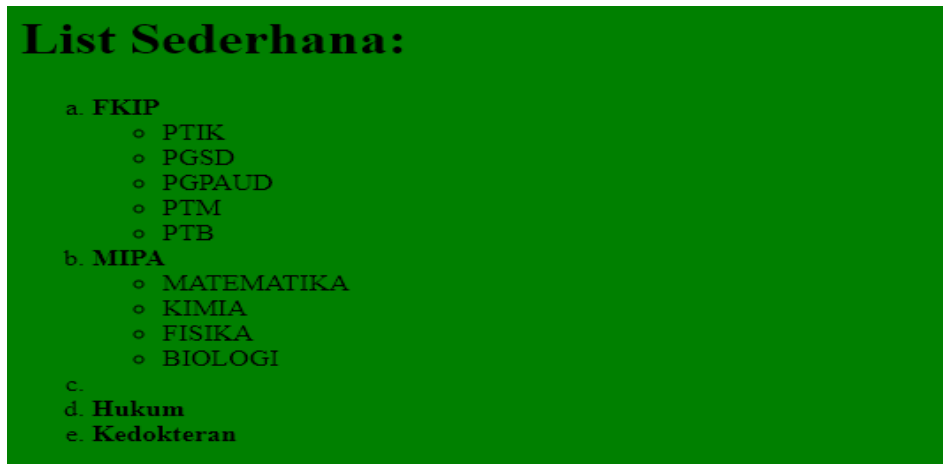 List Sederhana:
a. FKIP
○ PTIK
○ PGSD
○ PGPAUD
○ PTM
○ PTB
b. MIPA
○ MATEMATIKA
○ KIMIA
○ FISIKA
○ BIOLOGI
c.
d. Hukum
e. Kedokteran